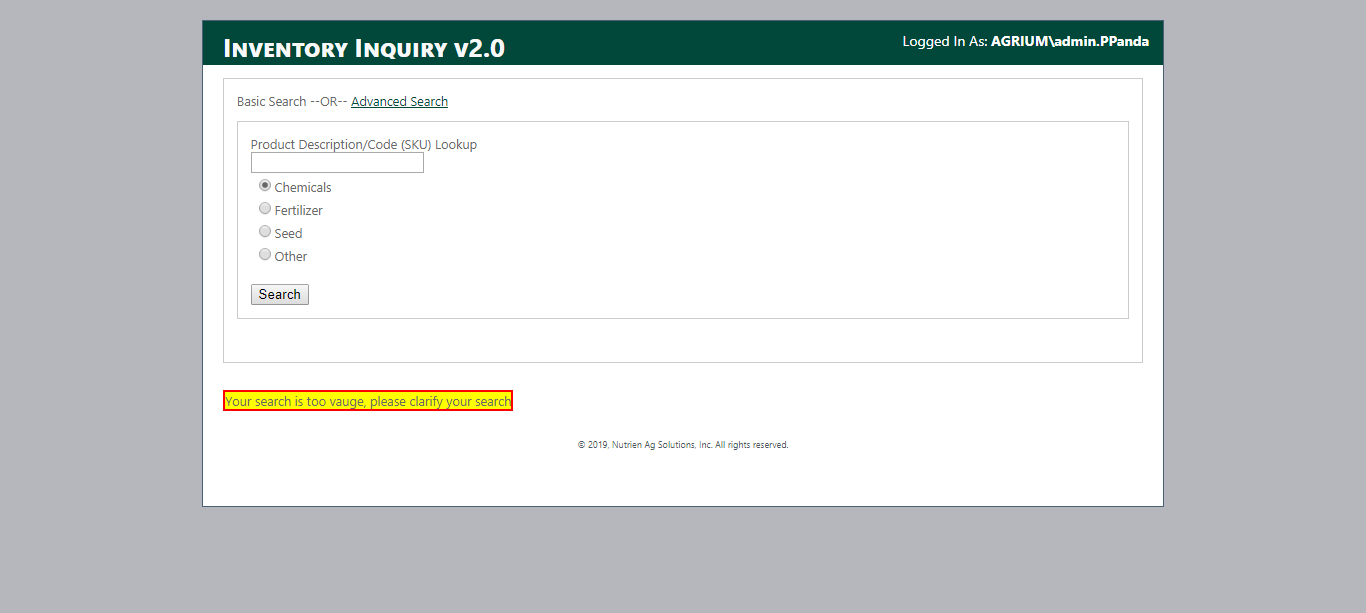 Inventory Inquiry v2.0
Logged In As: AGRIUM\admin.PPanda
Basic Search --OR-- Advanced Search
Product Description/Code (SKU) Lookup
Chemicals
Fertilizer
Seed
Other
Search
Your search is too vauge, please clarify your search
© 2019, Nutrien Ag Solutions, Inc. All rights reserved.